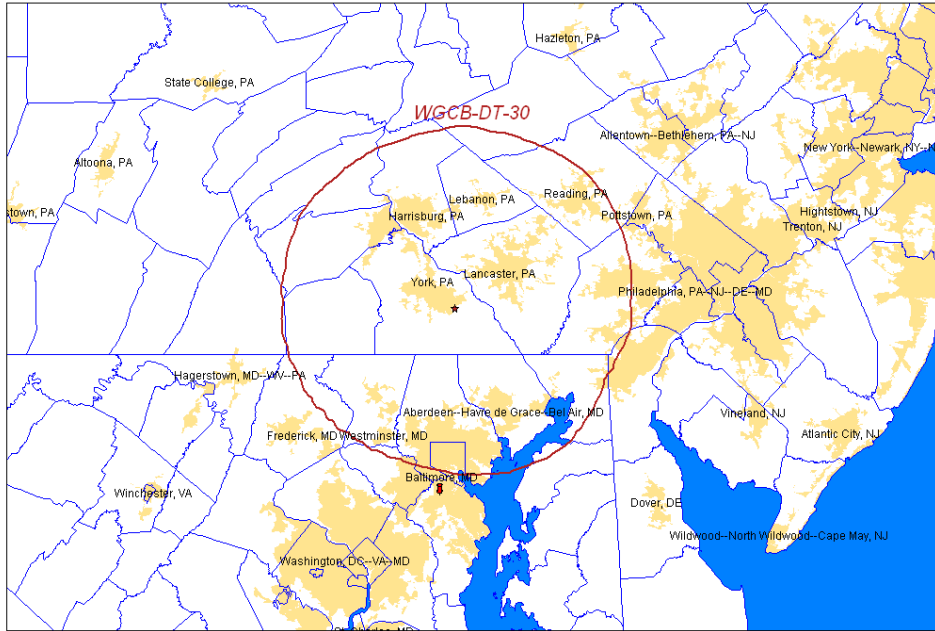 Hazleton, PA
State College, PA
WGCB-DT-30
Allentown--Bethlehem, PA--NJ
New York--Newark, NY--N
Altoona, PA
Reading, PA
Lebanon, PA
stown, PA
Harrisburg, PA
Pottstown, PA
Hightstown, NJ
Trenton, NJ
Lancaster, PA
York, PA
Philadelphia, PA--NJ--DE--MD
Hagerstown, MD--WV--PA
Aberdeen--Havre de Grace--Bel Air, MD
Vineland, NJ
Frederick, MD
Westminster, MD
Atlantic City, NJ
Baltimore, MD
Winchester, VA
Dover, DE
Wildwood--North Wildwood--Cape May, NJ
Washington, DC--VA--MD